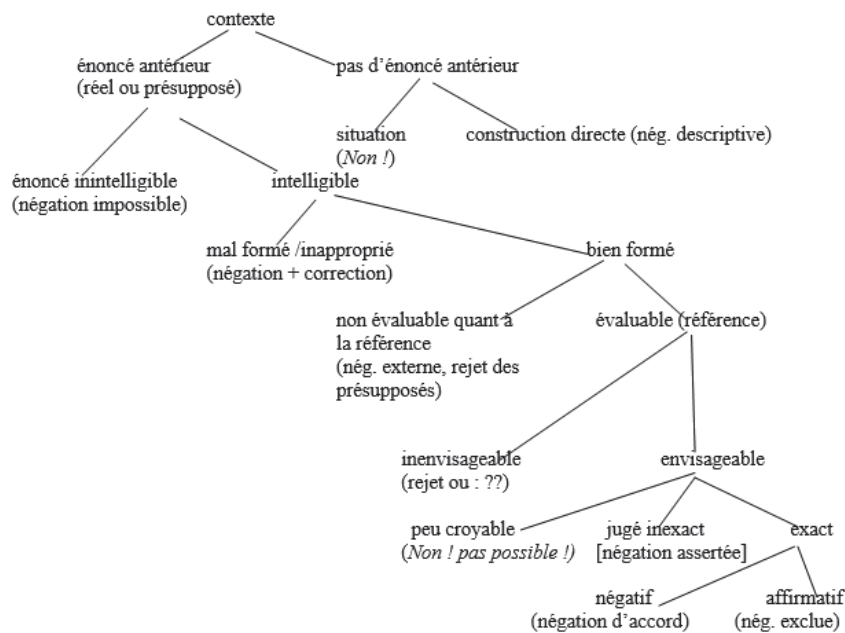 contexte
énoncé antérieur
(réel ou présupposé)
pas d’énoncé antérieur
situation
(Non !)
construction directe (nég. descriptive)
énoncé inintelligible
(négation impossible)
intelligible
mal formé /inapproprié
(négation + correction)
bien formé
non évaluable quant à
la référence
(nég. externe, rejet des
présupposés)
évaluable (référence)
inenvisageable
(rejet ou : ??)
envisageable
peu croyable
(Non ! pas possible !)
jugé inexact
[négation assertée]
exact
négatif
(négation d’accord)
affirmatif
(nég. exclue)